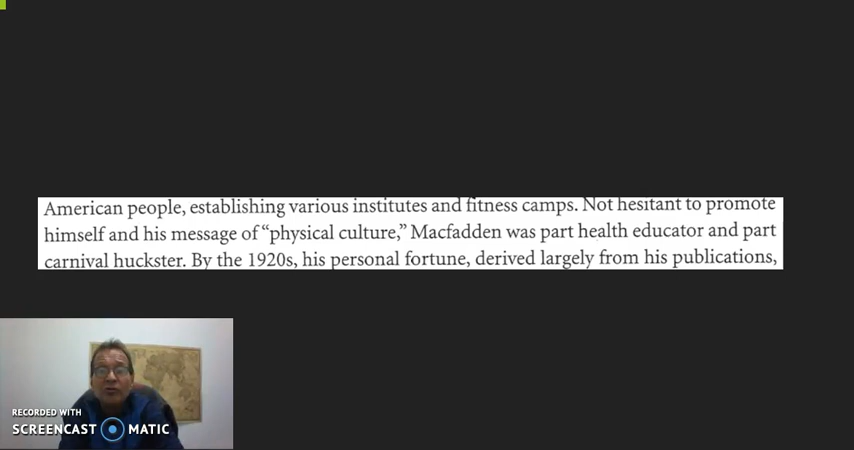 American people, establishing various institutes and fitness camps. Not hesitant to promote
himself and his message of “physical culture,” Macfadden was part health educator and part
carnival huckster. By the 1920s, his personal fortune, derived largely from his publications,
RECORDED WITH
SCREENCAST MATIC